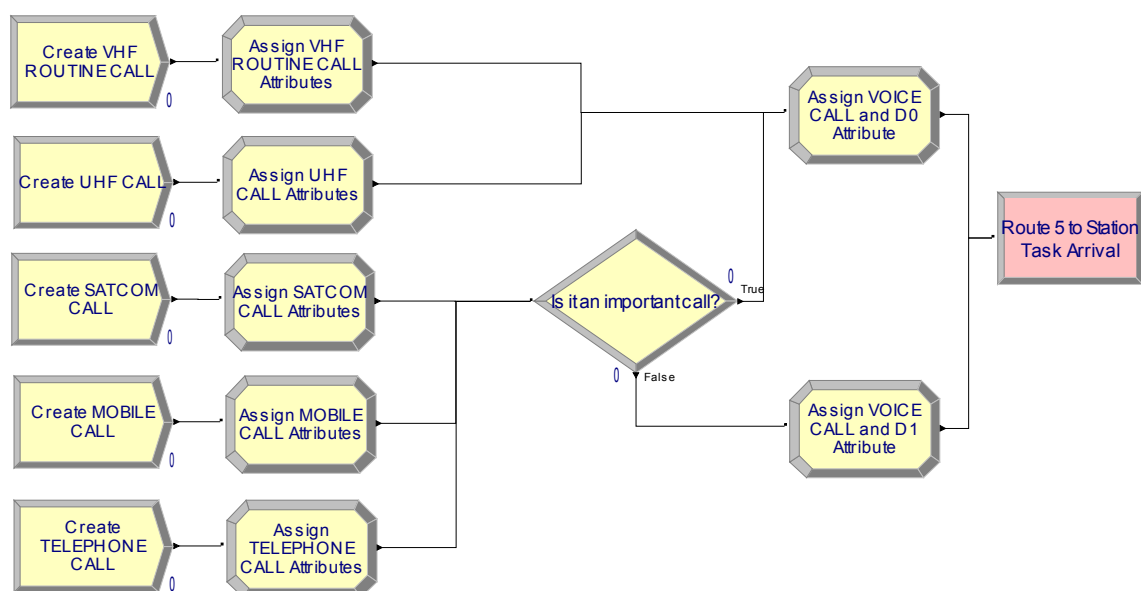 Create VHF
ROUTINE CALL
0
Assign VHF
ROUTINE CALL
Attributes
Assign VOICE
CALL and D0
Attribute
Create UHF CALL
0
Assign UHF
CALL Attributes
Route 5 to Station
Task Arrival
Create SATCOM
CALL
0
Assign SATCOM
CALL Attributes
Is it an important call?
0
True
0
False
Create MOBILE
CALL
0
Assign MOBILE
CALL Attributes
Assign VOICE
CALL and D1
Attribute
Create
TELEPHONE
CALL
0
Assign
TELEPHONE
CALL Attributes